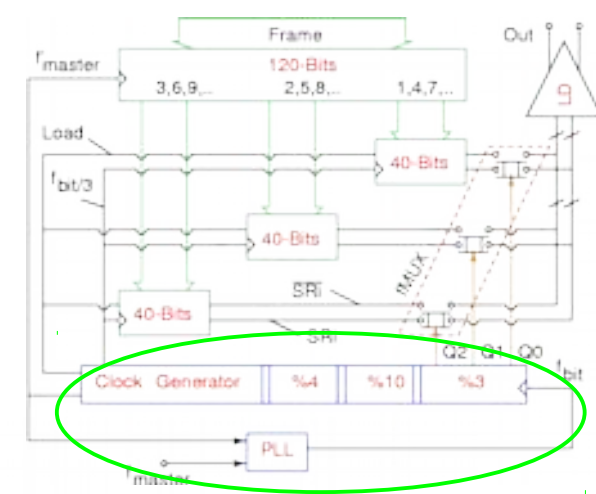 Frame
Out
fmaster
120-Bits
3,6,9,.. 2,5,8,.. 1,4,7,..
g
Load
40-Bits
fbit/3
40-Bits
fMUX
SRi
40-Bits
SRi
Q2 Q1 Q0
fbit
Clock Generator %4 %10 %3
PLL
fmaster